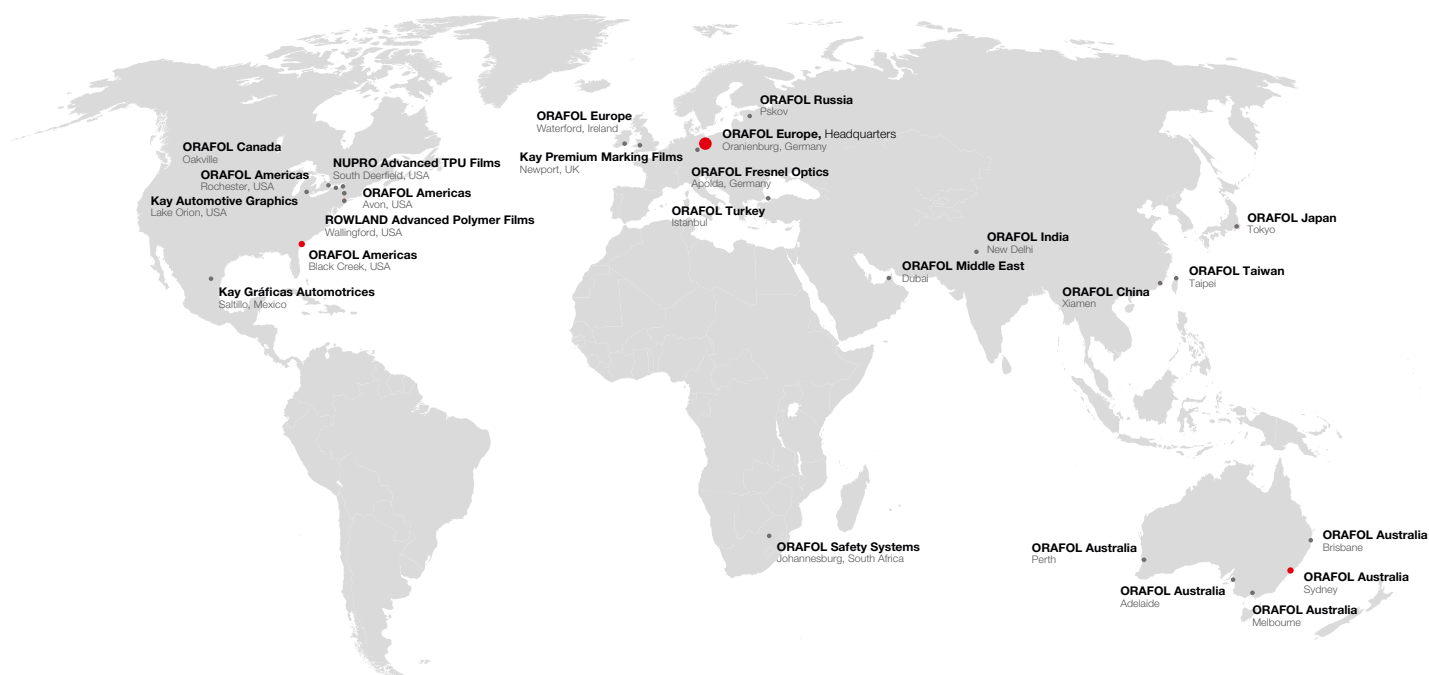 ORAFOL Canada
Oakville
ORAFOL Americas
Rochester, USA
Kay Automotive Graphics
Lake Orion, USA
NUPRO Advanced TPU Films
South Deerfield, USA
ORAFOL Americas
Avon, USA
ROWLAND Advanced Polymer Films
Wallingford, USA
ORAFOL Americas
Black Creek, USA
Kay Gráficas Automotrices
Saltillo, Mexico
ORAFOL Europe
Waterford, Ireland
Kay Premium Marking Films
Newport, UK
ORAFOL Russia
Pskov
ORAFOL Europe, Headquarters
Oranienburg, Germany
ORAFOL Fresnel Optics
Apolda, Germany
ORAFOL Turkey
Istanbul
ORAFOL India
New Delhi
ORAFOL Middle East
Dubai
ORAFOL Japan
Tokyo
ORAFOL Taiwan
Taipei
ORAFOL China
Xiamen
ORAFOL Safety Systems
Johannesburg, South Africa
ORAFOL Australia
Perth
ORAFOL Australia
Brisbane
ORAFOL Australia
Sydney
ORAFOL Australia
Adelaide
ORAFOL Australia
Melbourne